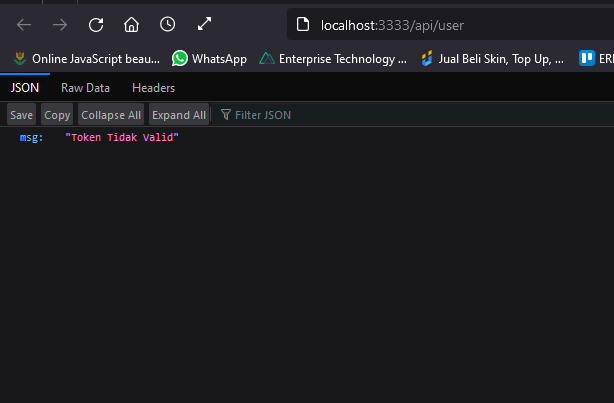 localhost:3333/api/user
Online JavaScript beau... WhatsApp Enterprise Technology ... Jual Beli Skin, Top Up, ... ERI
JSON Raw Data Headers
Save Copy Collapse All Expand All Filter JSON
msg: "Token Tidak Valid"